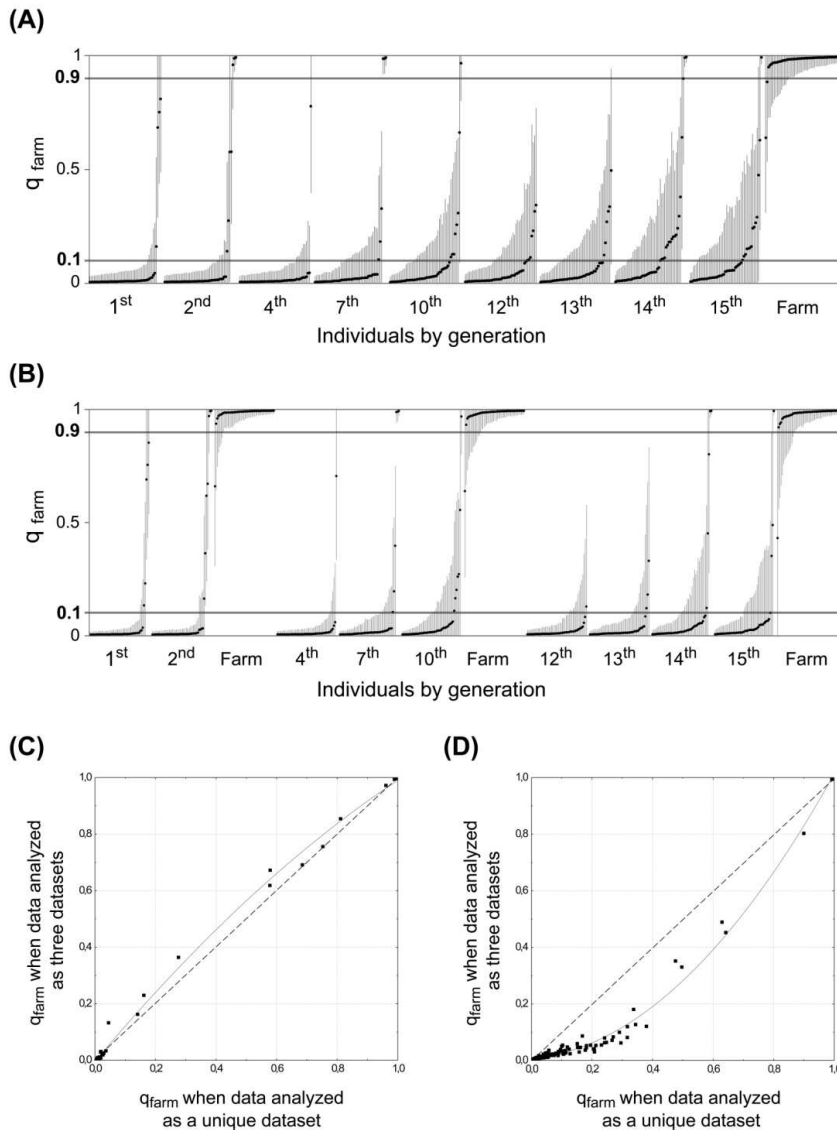 (A)
1
0.9
0.5
0.1
0
q farm
1st 2nd 4th 7th 10th 12th 13th 14th 15th Farm
Individuals by generation
(B)
1
0.9
0.5
0.1
0
q farm
1st 2nd Farm 4th 7th 10th Farm 12th 13th 14th 15th Farm
Individuals by generation
(C)
1,0
0,8
0,6
0,4
0,2
0,0
0,0 0,2 0,4 0,6 0,8 1,0
qfarm when data analyzed
as three datasets
qfarm when data analyzed
as a unique dataset
(D)
1,0
0,8
0,6
0,4
0,2
0,0
0,0 0,2 0,4 0,6 0,8 1,0
qfarm when data analyzed
as three datasets
qfarm when data analyzed
as a unique dataset